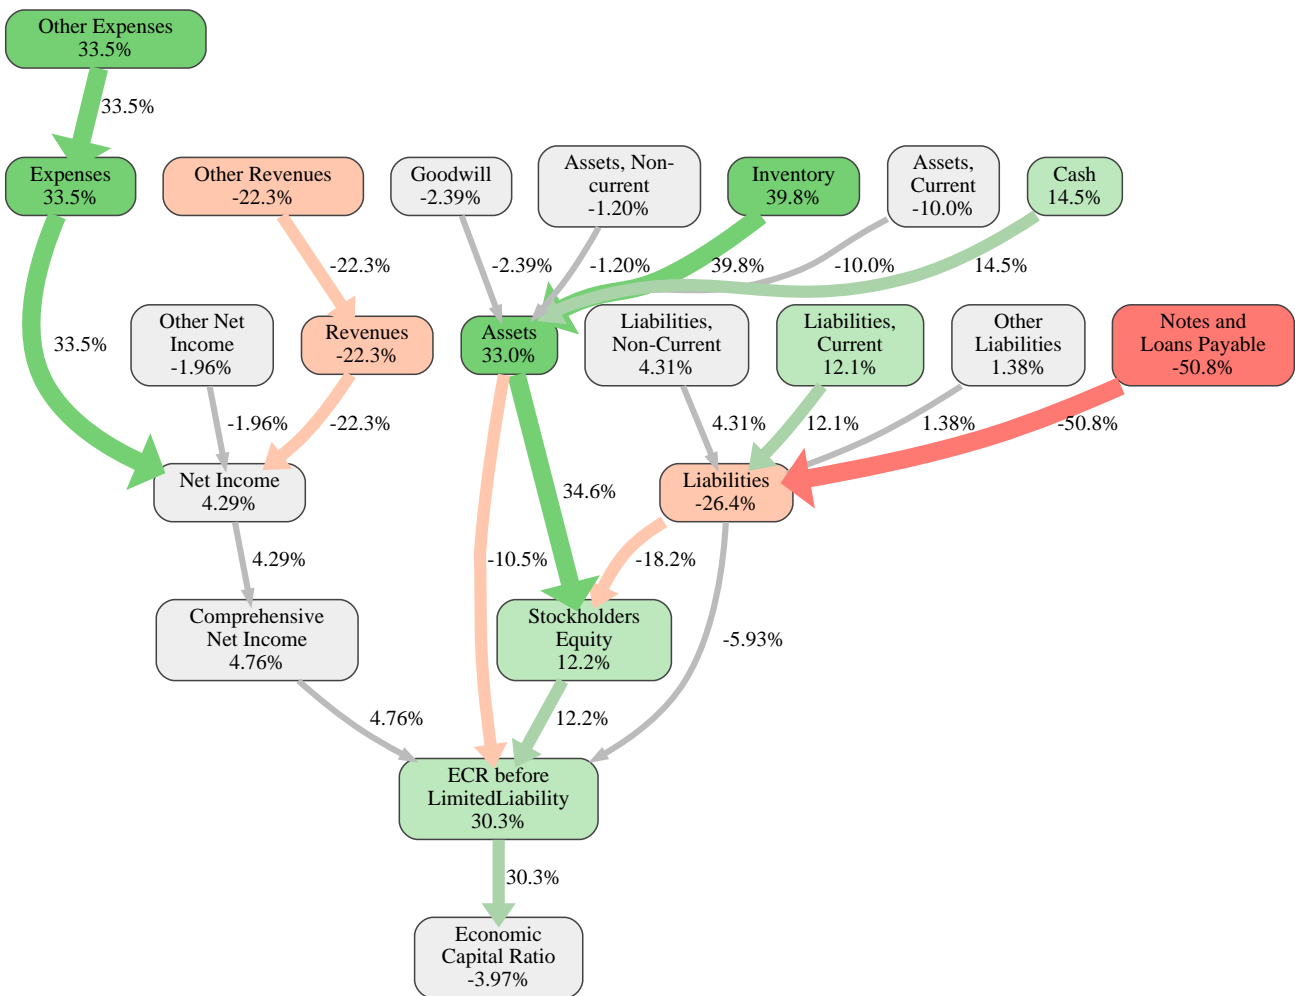 Other Expenses
33.5%
33.5%
Expenses
33.5%
Other Revenues
-22.3%
Goodwill
-2.39%
Assets, Non-
current
-1.20%
Inventory
39.8%
Assets,
Current
-10.0%
Cash
14.5%
-22.3%
-2.39%
-1.20%
39.8%
-10.0%
14.5%
33.5%
Other Net
Income
-1.96%
Revenues
-22.3%
Assets
33.0%
Liabilities,
Non-Current
4.31%
Liabilities,
Current
12.1%
Other
Liabilities
1.38%
Notes and
Loans Payable
-50.8%
-1.96%
-22.3%
4.31%
12.1%
1.38%
-50.8%
Net Income
4.29%
34.6%
Liabilities
-26.4%
4.29%
-10.5%
-18.2%
Comprehensive
Net Income
4.76%
Stockholders
Equity
12.2%
-5.93%
4.76%
12.2%
ECR before
LimitedLiability
30.3%
30.3%
Economic
Capital Ratio
-3.97%